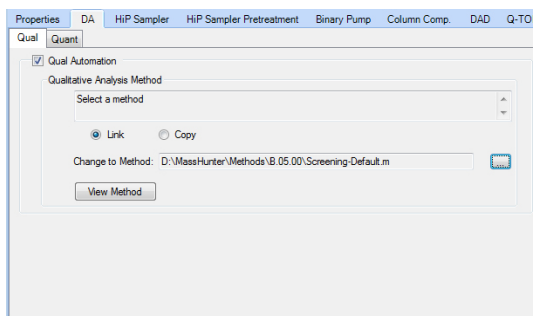 Properties DA HiP Sampler HiP Sampler Pretreatment Binary Pump Column Comp. DAD Q-TO
Qual Quant
Qual Automation
Qualitative Analysis Method
Select a method
Link Copy
Change to Method: D:\MassHunter\Methods\B.05.00\Screening-Default.m ...
View Method